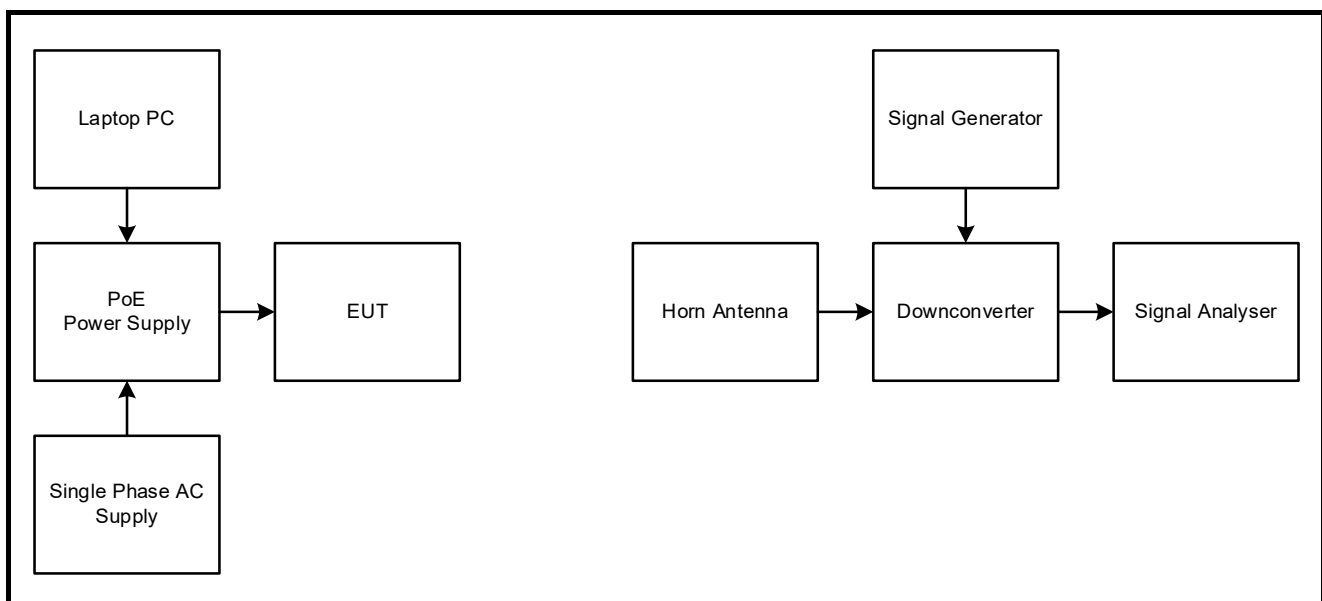 Laptop PC
Signal Generator
PoE
Power Supply
EUT
Horn Antenna
Downconverter
Signal Analyser
Single Phase AC
Supply